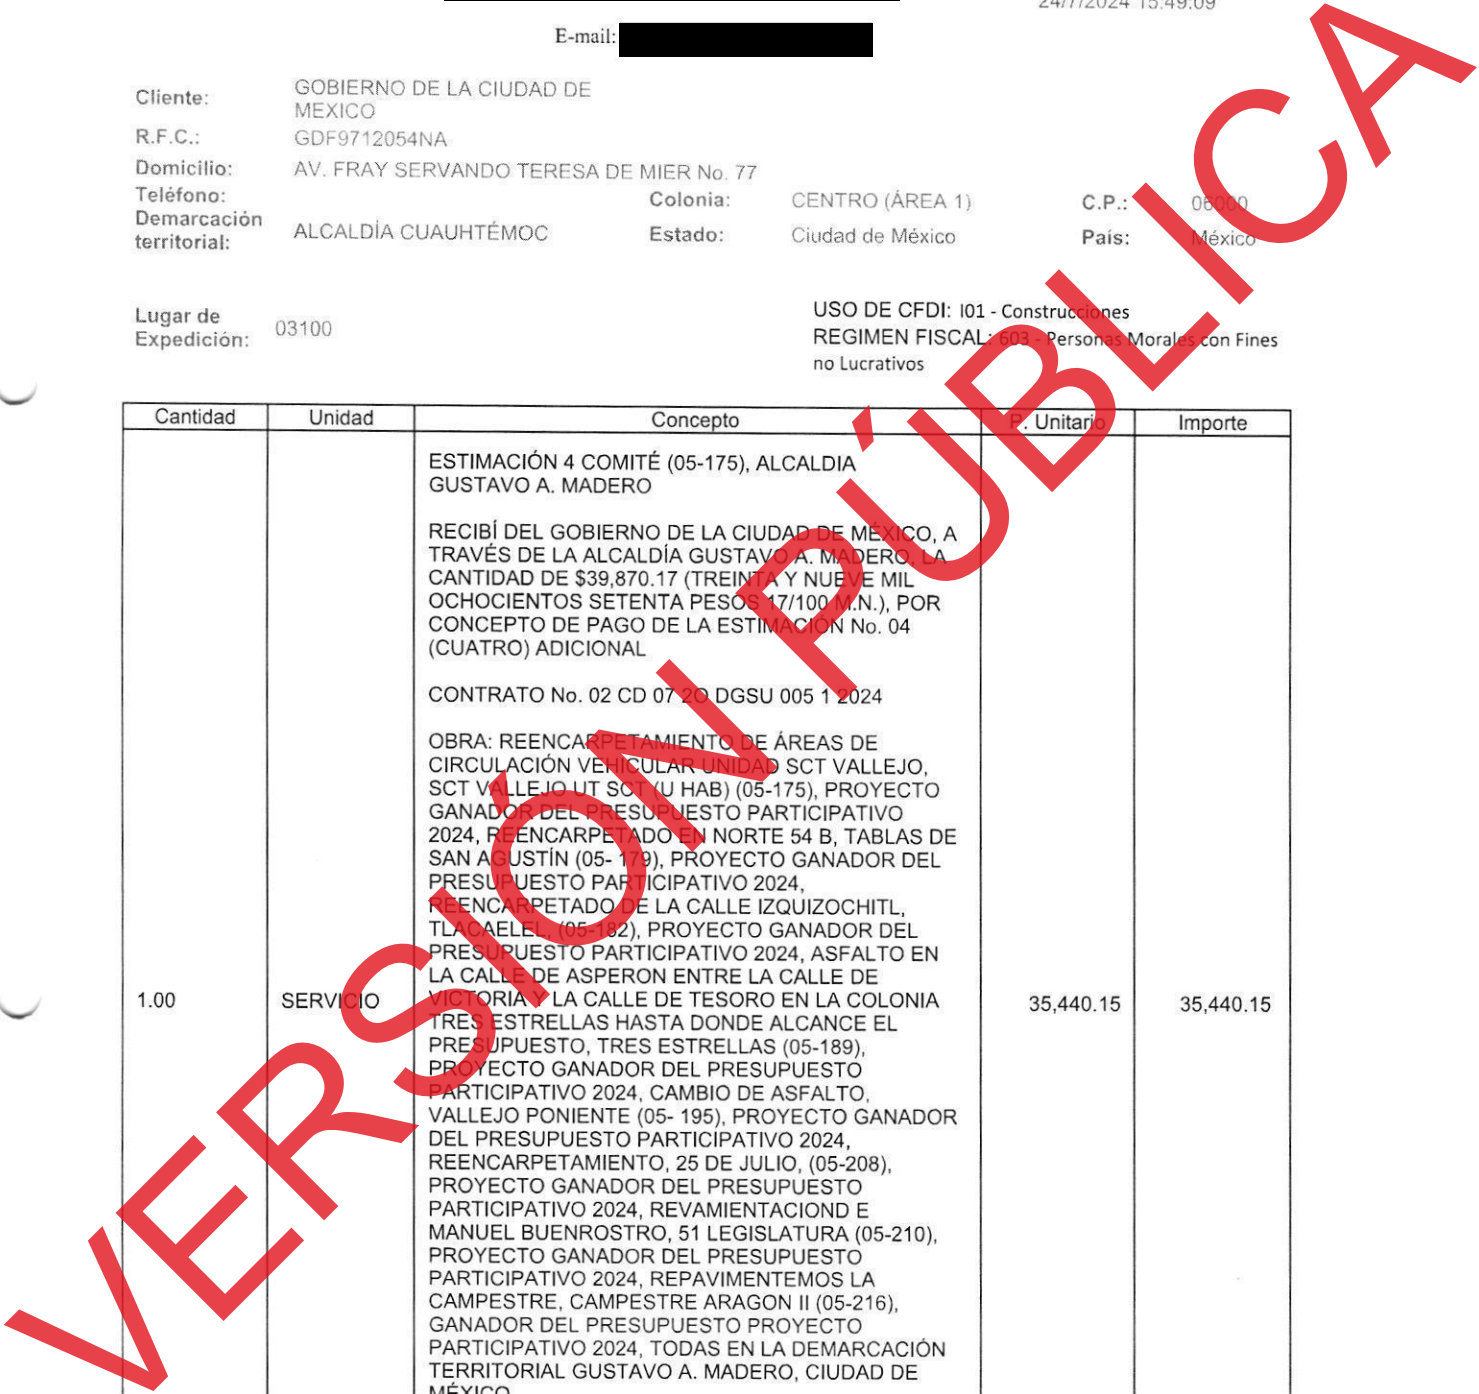 24/7/2024 15:49:09
E-mail:
Cliente: GOBIERNO DE LA CIUDAD DE
MEXICO
R.F.C.: GDF9712054NA
Domicilio: AV. FRAY SERVANDO TERESA DE MIER No. 77
Teléfono: Colonia: CENTRO (ÁREA 1) C.P.: 06000
Demarcación
territorial: ALCALDÍA CUAUHTÉMOC Estado: Ciudad de México País: México
Lugar de
Expedición: 03100
USO DE CFDI: I01 - Construcciones
REGIMEN FISCAL: 603 - Personas Morales con Fines
no Lucrativos
Cantidad Unidad Concepto P. Unitario Importe
ESTIMACIÓN 4 COMITÉ (05-175), ALCALDIA
GUSTAVO A. MADERO
RECIBÍ DEL GOBIERNO DE LA CIUDAD DE MÉXICO, A
TRAVÉS DE LA ALCALDÍA GUSTAVO A. MADERO, LA
CANTIDAD DE $39,870.17 (TREINTA Y NUEVE MIL
OCHOCIENTOS SETENTA PESOS 17/100 M.N.), POR
CONCEPTO DE PAGO DE LA ESTIMACIÓN No. 04
(CUATRO) ADICIONAL
CONTRATO No. 02 CD 07 2O DGSU 005 1 2024
OBRA: REENCARPETAMIENTO DE ÁREAS DE
CIRCULACIÓN VEHICULAR UNIDAD SCT VALLEJO,
SCT VALLEJO UT SCT (U HAB) (05-175), PROYECTO
GANADOR DEL PRESUPUESTO PARTICIPATIVO
2024, REENCARPETADO EN NORTE 54 B, TABLAS DE
SAN AGUSTÍN (05- 179), PROYECTO GANADOR DEL
PRESUPUESTO PARTICIPATIVO 2024,
REENCARPETADO DE LA CALLE IZQUIZOCHITL,
TLACAELEL, (05-182), PROYECTO GANADOR DEL
PRESUPUESTO PARTICIPATIVO 2024, ASFALTO EN
LA CALLE DE ASPERON ENTRE LA CALLE DE
1.00 SERVICIO VICTORIA Y LA CALLE DE TESORO EN LA COLONIA 35,440.15 35,440.15
TRES ESTRELLAS HASTA DONDE ALCANCE EL
PRESUPUESTO, TRES ESTRELLAS (05-189),
PROYECTO GANADOR DEL PRESUPUESTO
PARTICIPATIVO 2024, CAMBIO DE ASFALTO,
VALLEJO PONIENTE (05- 195), PROYECTO GANADOR
DEL PRESUPUESTO PARTICIPATIVO 2024,
REENCARPETAMIENTO, 25 DE JULIO, (05-208),
PROYECTO GANADOR DEL PRESUPUESTO
PARTICIPATIVO 2024, REVAMIENTACIOND E
MANUEL BUENROSTRO, 51 LEGISLATURA (05-210),
PROYECTO GANADOR DEL PRESUPUESTO
PARTICIPATIVO 2024, REPAVIMENTEMOS LA
CAMPESTRE, CAMPESTRE ARAGON II (05-216),
GANADOR DEL PRESUPUESTO PROYECTO
PARTICIPATIVO 2024, TODAS EN LA DEMARCACIÓN
TERRITORIAL GUSTAVO A. MADERO, CIUDAD DE
MÉXICO
VERSIÓN PÚBLICA